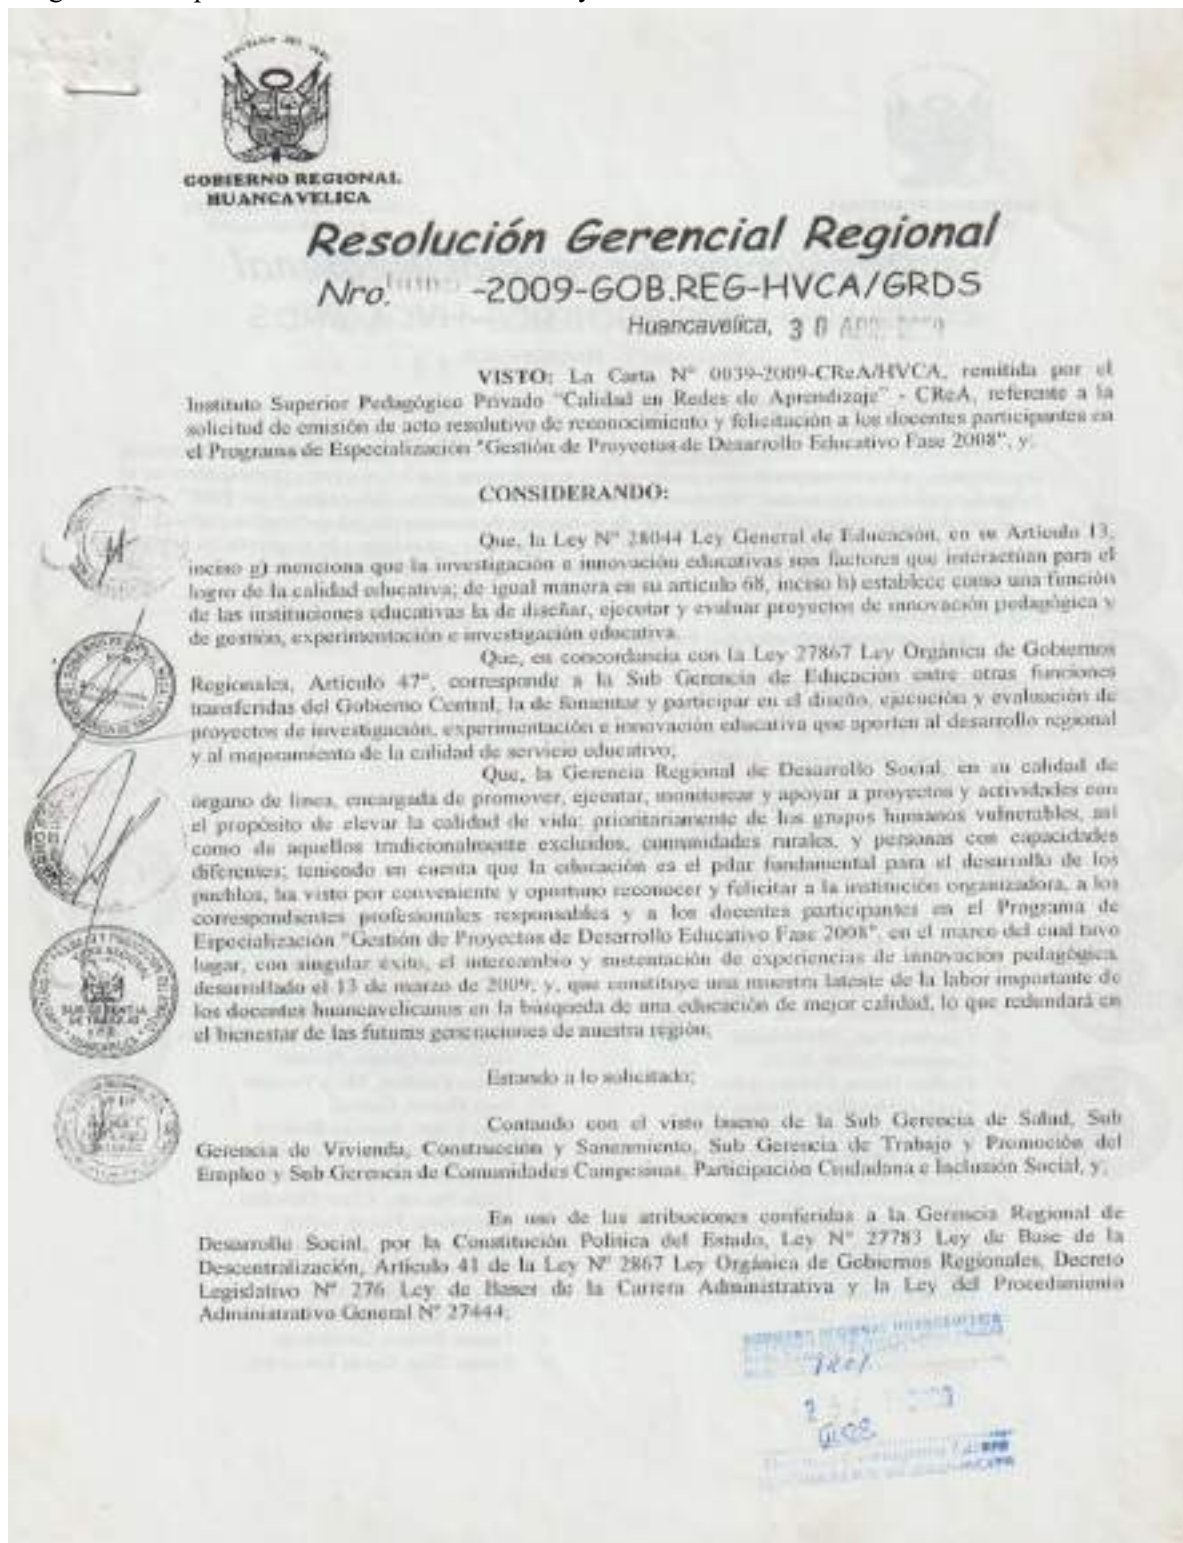 GOBIERNO REGIONAL
HUANCAVELICA
Resolución Gerencial Regional
Nro. -2009-GOB.REG-HVCA/GRDS
Huancavelica, 30
VISTO: La Carta N° 0039-2009-CReA/HVCA, remitida por el
Instituto Superior Pedagógico Privado "Calidad en Redes de Aprendizaje" - CReA, referente a la
solicitud de emisión de acto resolutivo de reconocimiento y felicitación a los docentes participantes en
el Programa de Especialización "Gestión de Proyectos de Desarrollo Educativo Fase 2008", y;
CONSIDERANDO:
Que, la Ley N° 28044 Ley General de Educación, en su Artículo 13,
inciso g) menciona que la investigación e innovación educativas son factores que interactúan para el
logro de la calidad educativa; de igual manera en su artículo 68, inciso h) establece como una función
de las instituciones educativas la de diseñar, ejecutar y evaluar proyectos de innovación pedagógica y
de gestión, experimentación e investigación educativa.
Que, en concordancia con la Ley 27867 Ley Orgánica de Gobiernos
Regionales, Artículo 47°, corresponde a la Sub Gerencia de Educación entre otras funciones
transferidas del Gobierno Central, la de fomentar y participar en el diseño, ejecución y evaluación de
proyectos de investigación, experimentación e innovación educativa que aporten al desarrollo regional
y al mejoramiento de la calidad de servicio educativo;
Que, la Gerencia Regional de Desarrollo Social, en su calidad de
órgano de línea, encargada de promover, ejecutar, monitorear y apoyar a proyectos y actividades con
el propósito de elevar la calidad de vida; prioritariamente de los grupos humanos vulnerables, así
como de aquellos tradicionalmente excluidos, comunidades rurales, y personas con capacidades
diferentes; teniendo en cuenta que la educación es el pilar fundamental para el desarrollo de los
pueblos, ha visto por conveniente y oportuno reconocer y felicitar a la institución organizadora, a los
correspondientes profesionales responsables y a los docentes participantes en el Programa de
Especialización "Gestión de Proyectos de Desarrollo Educativo Fase 2008", en el marco del cual tuvo
lugar, con singular éxito, el intercambio y sustentación de experiencias de innovación pedagógica,
desarrollado el 13 de marzo de 2009; y, que constituye una muestra latente de la labor importante de
los docentes huancavelicanos en la búsqueda de una educación de mejor calidad, lo que redundará en
el bienestar de las futuras generaciones de nuestra región;
SUB GERENTIA
DE TRABAJO
Estando a lo solicitado;
Contando con el visto bueno de la Sub Gerencia de Salud, Sub
Gerencia de Vivienda, Construcción y Saneamiento, Sub Gerencia de Trabajo y Promoción del
Empleo y Sub Gerencia de Comunidades Campesinas, Participación Ciudadana e Inclusión Social, y;
En uso de las atribuciones conferidas a la Gerencia Regional de
Desarrollo Social, por la Constitución Política del Estado, Ley N° 27783 Ley de Base de la
Descentralización, Artículo 41 de la Ley N° 2867 Ley Orgánica de Gobiernos Regionales, Decreto
Legislativo N° 276 Ley de Bases de la Carrera Administrativa y la Ley del Procedimiento
Administrativo General N° 27444;